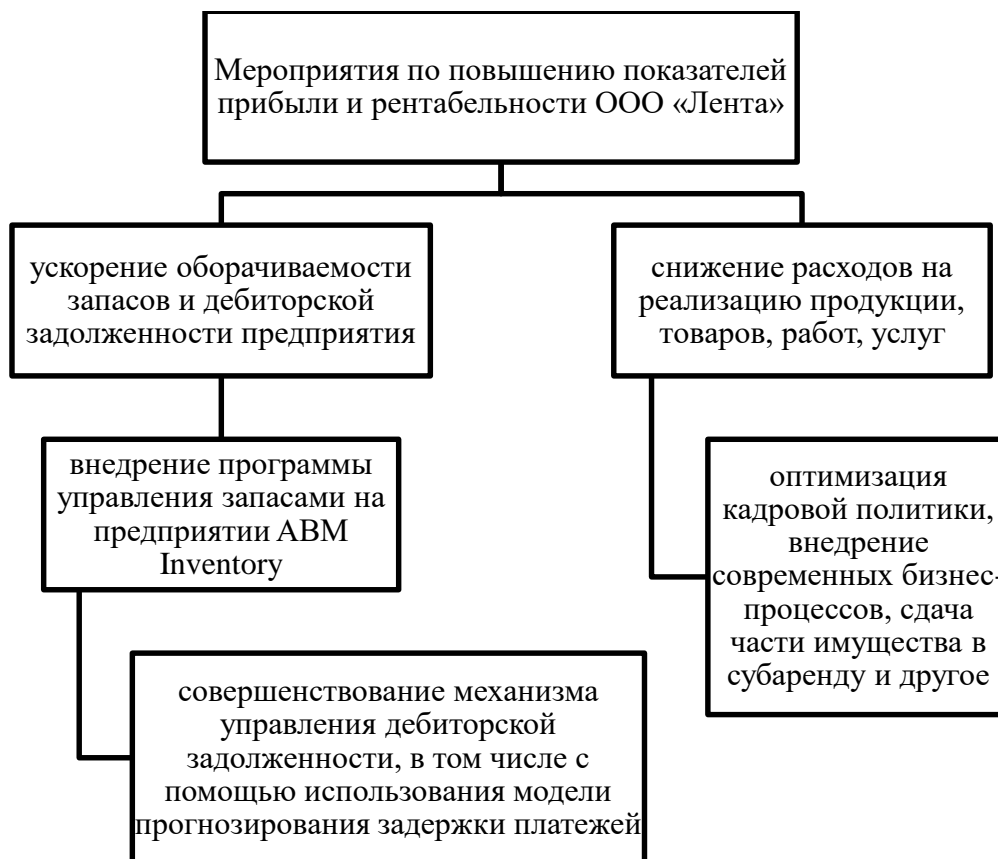 Мероприятия по повышению показателей
прибыли и рентабельности ООО «Лента»
ускорение оборачиваемости
запасов и дебиторской
задолженности предприятия
снижение расходов на
реализацию продукции,
товаров, работ, услуг
внедрение программы
управления запасами на
предприятии ABM
Inventory
оптимизация
кадровой политики,
внедрение
современных бизнес-
процессов, сдача
части имущества в
субаренду и другое
совершенствование механизма
управления дебиторской
задолженности, в том числе с
помощью использования модели
прогнозирования задержки платежей